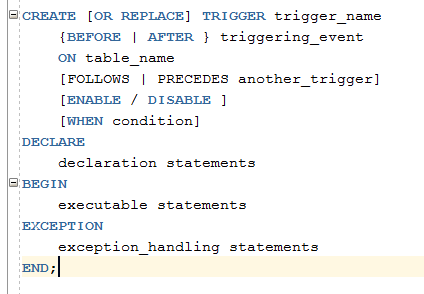 CREATE [OR REPLACE] TRIGGER trigger_name
{BEFORE | AFTER } triggering_event
ON table_name
[FOLLOWS | PRECEDES another_trigger]
[ENABLE / DISABLE ]
[WHEN condition]
DECLARE
declaration statements
BEGIN
executable statements
EXCEPTION
exception_handling statements
END;